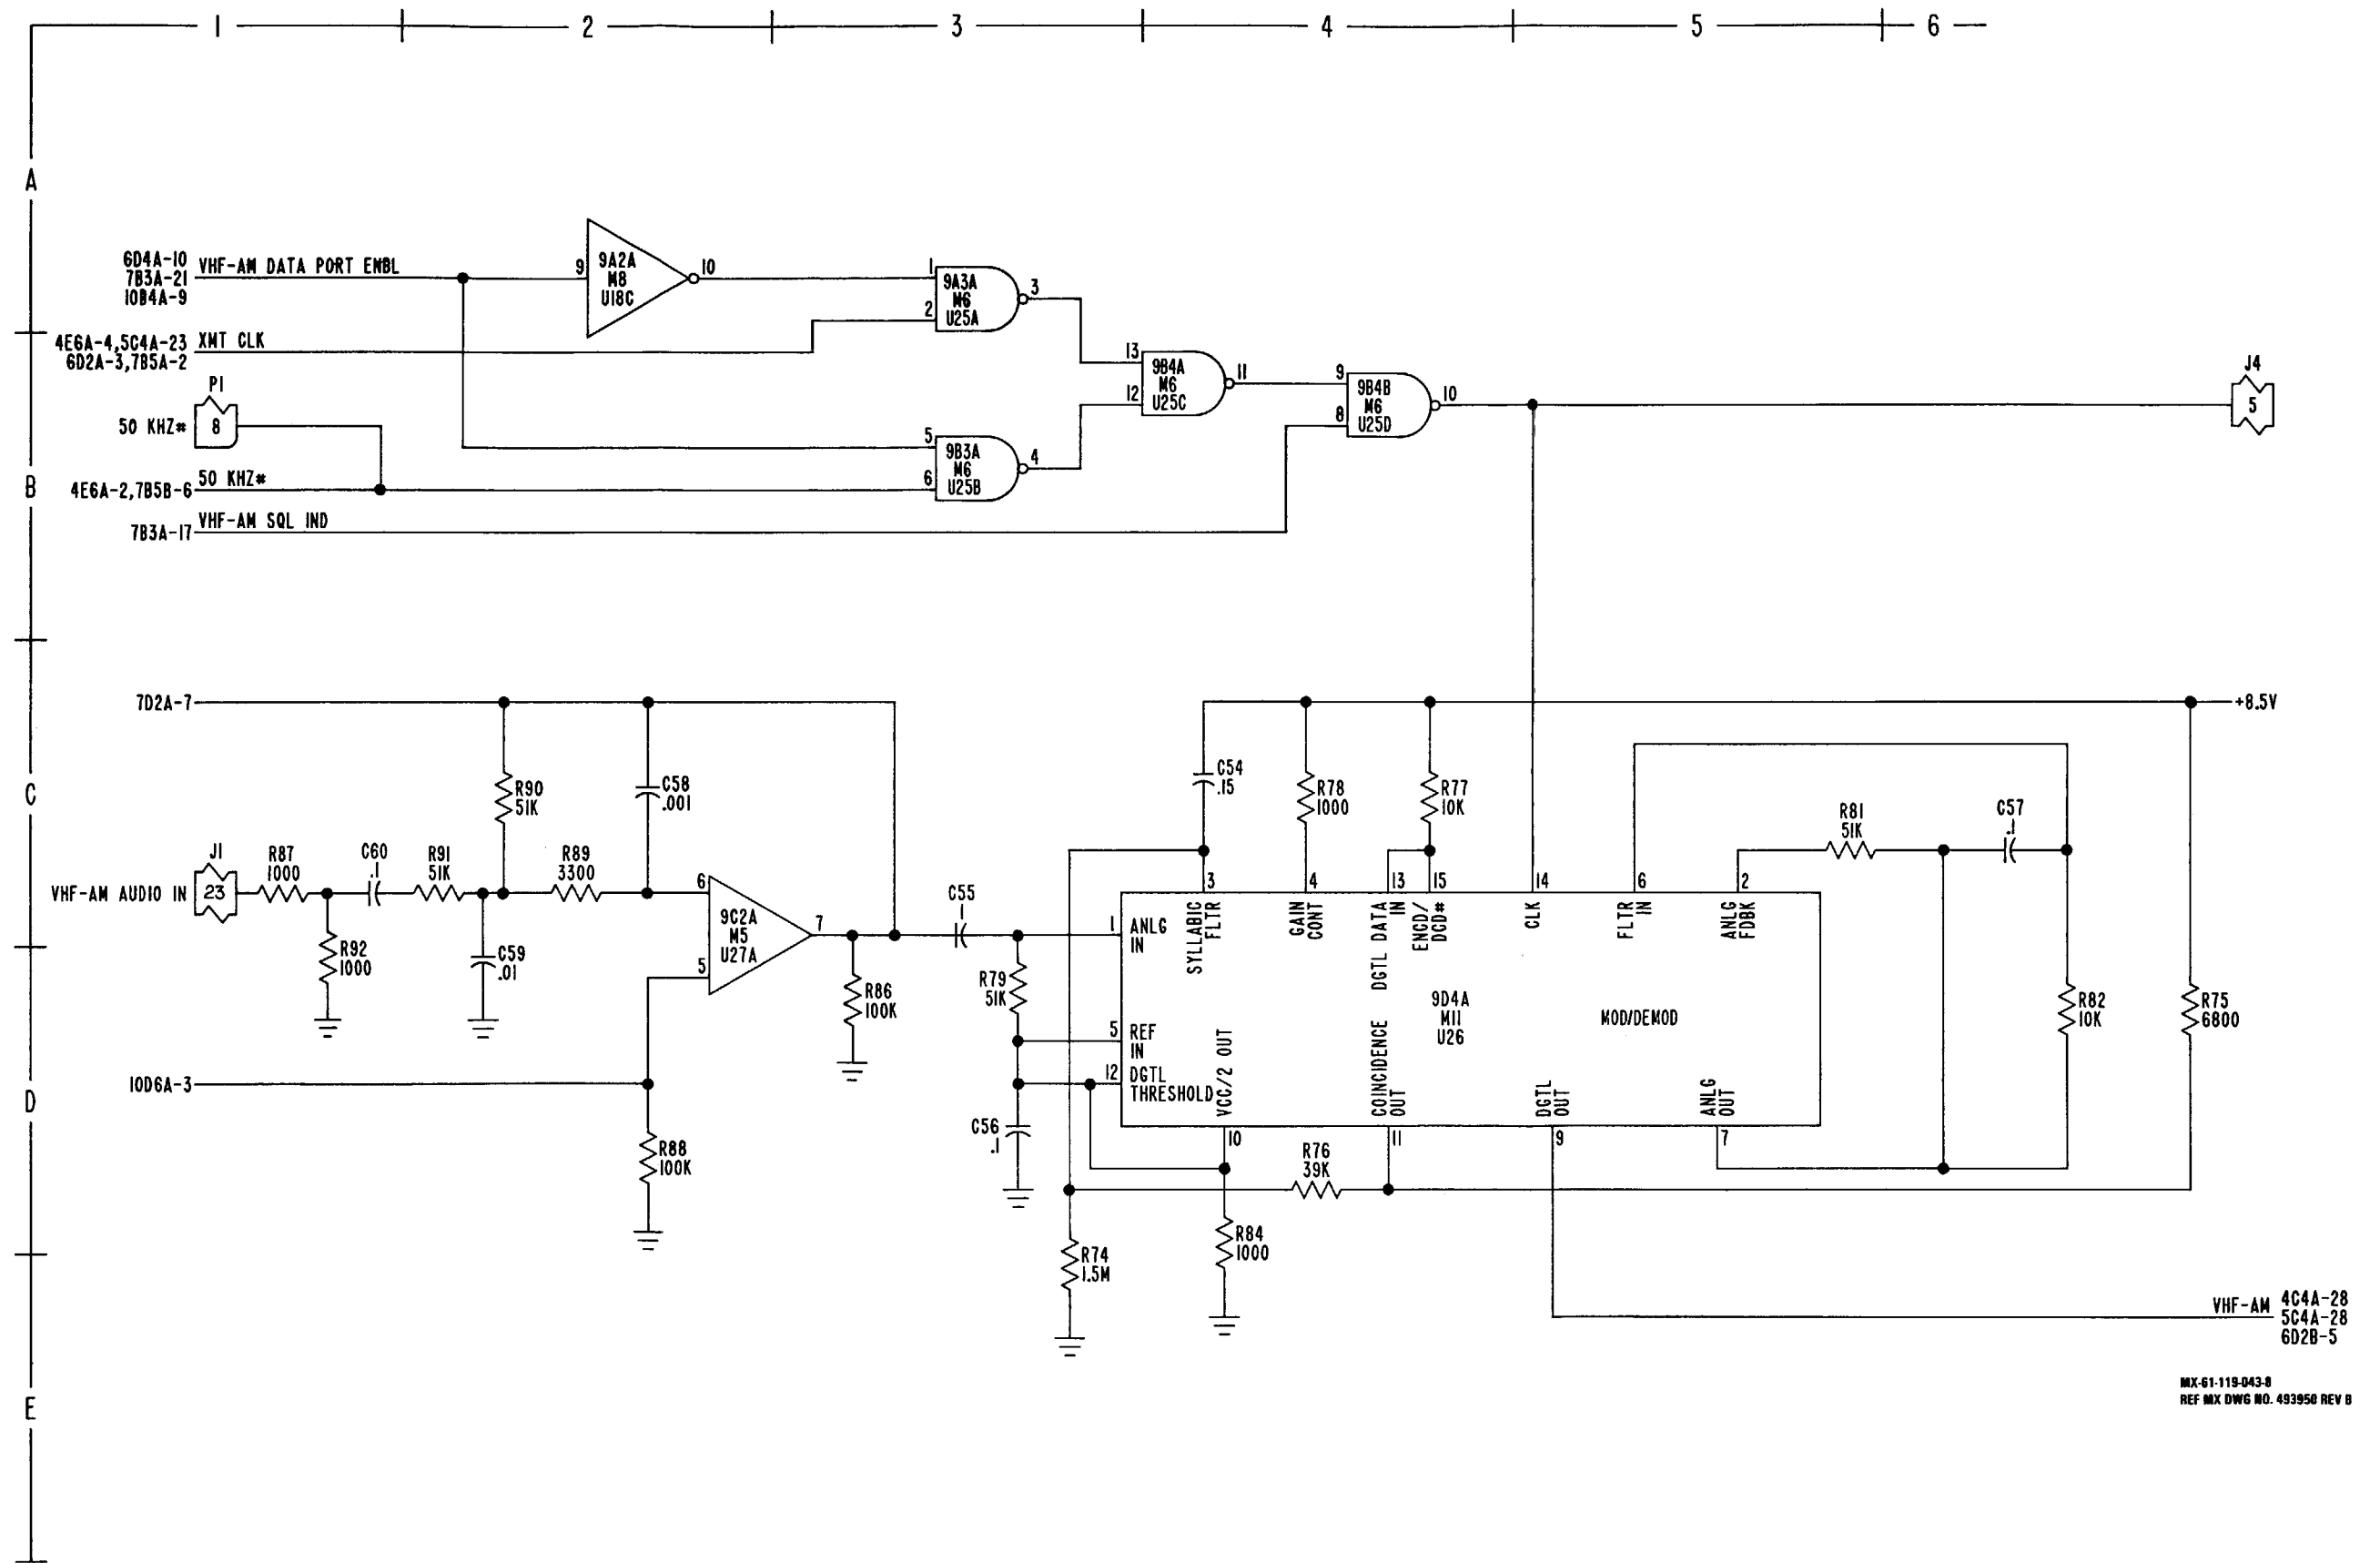 1 2 3 4 5 6
A
6D4A-10
7B3A-21
10B4A-9
VHF-AM DATA PORT ENBL
9
9A2A
M8
U18C
10
1
2
9A3A
M6
U25A
3
4E6A-4,5C4A-23
6D2A-3,7B5A-2
XMT CLK
P1
50 KHZ*
8
13
12
9B4A
M6
U25C
11
9
8
9B4B
M6
U25D
10
J4
5
B
4E6A-2,7B5B-6
50 KHZ*
5
6
9B3A
M6
U25B
4
7B3A-17
VHF-AM SQL IND
7D2A-7
+8.5V
C
R90
51K
C58
.001
C54
.15
R78
1000
R77
10K
R81
51K
C57
.1
VHF-AM AUDIO IN
J1
23
R87
1000
C60
.1
R91
51K
R89
3300
R92
1000
C59
.01
6
5
9C2A
M5
U27A
7
R86
100K
C55
.1
R79
51K
3
4
13
15
14
6
2
1
ANLG
IN
SYLLABIC
FLTR
GAIN
CONT
DGTL DATA
IN
ENCD/
DCD#
CLK
FLTR
IN
ANLG
FDBK
5
REF
IN
12
DGTL
THRESHOLD
VCC/2 OUT
COINCIDENCE
OUT
9D4A
M11
U26
MOD/DEMOD
DGTL
OUT
ANLG
OUT
R82
10K
R75
6800
D
10D6A-3
R88
100K
C56
.1
10
11
9
7
R76
39K
R84
1000
R74
1.5M
VHF-AM
4C4A-28
5C4A-28
6D2B-5
E
MX-61-119-043-8
REF MX DWG NO. 493950 REV B